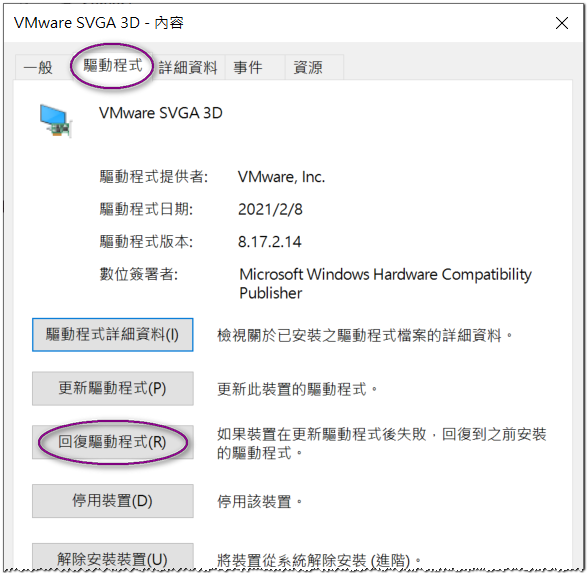 VMware SVGA 3D - 內容
一般 驅動程式 詳細資料 事件 資源
VMware SVGA 3D
驅動程式提供者: VMware, Inc.
驅動程式日期: 2021/2/8
驅動程式版本: 8.17.2.14
數位簽署者: Microsoft Windows Hardware Compatibility
Publisher
驅動程式詳細資料(I) 檢視關於已安裝之驅動程式檔案的詳細資料。
更新驅動程式(P) 更新此裝置的驅動程式。
回復驅動程式(R) 如果裝置在更新驅動程式後失敗，回復到之前安裝
的驅動程式。
停用裝置(D) 停用該裝置。
解除安裝裝置(U) 將裝置從系統解除安裝 (進階)。